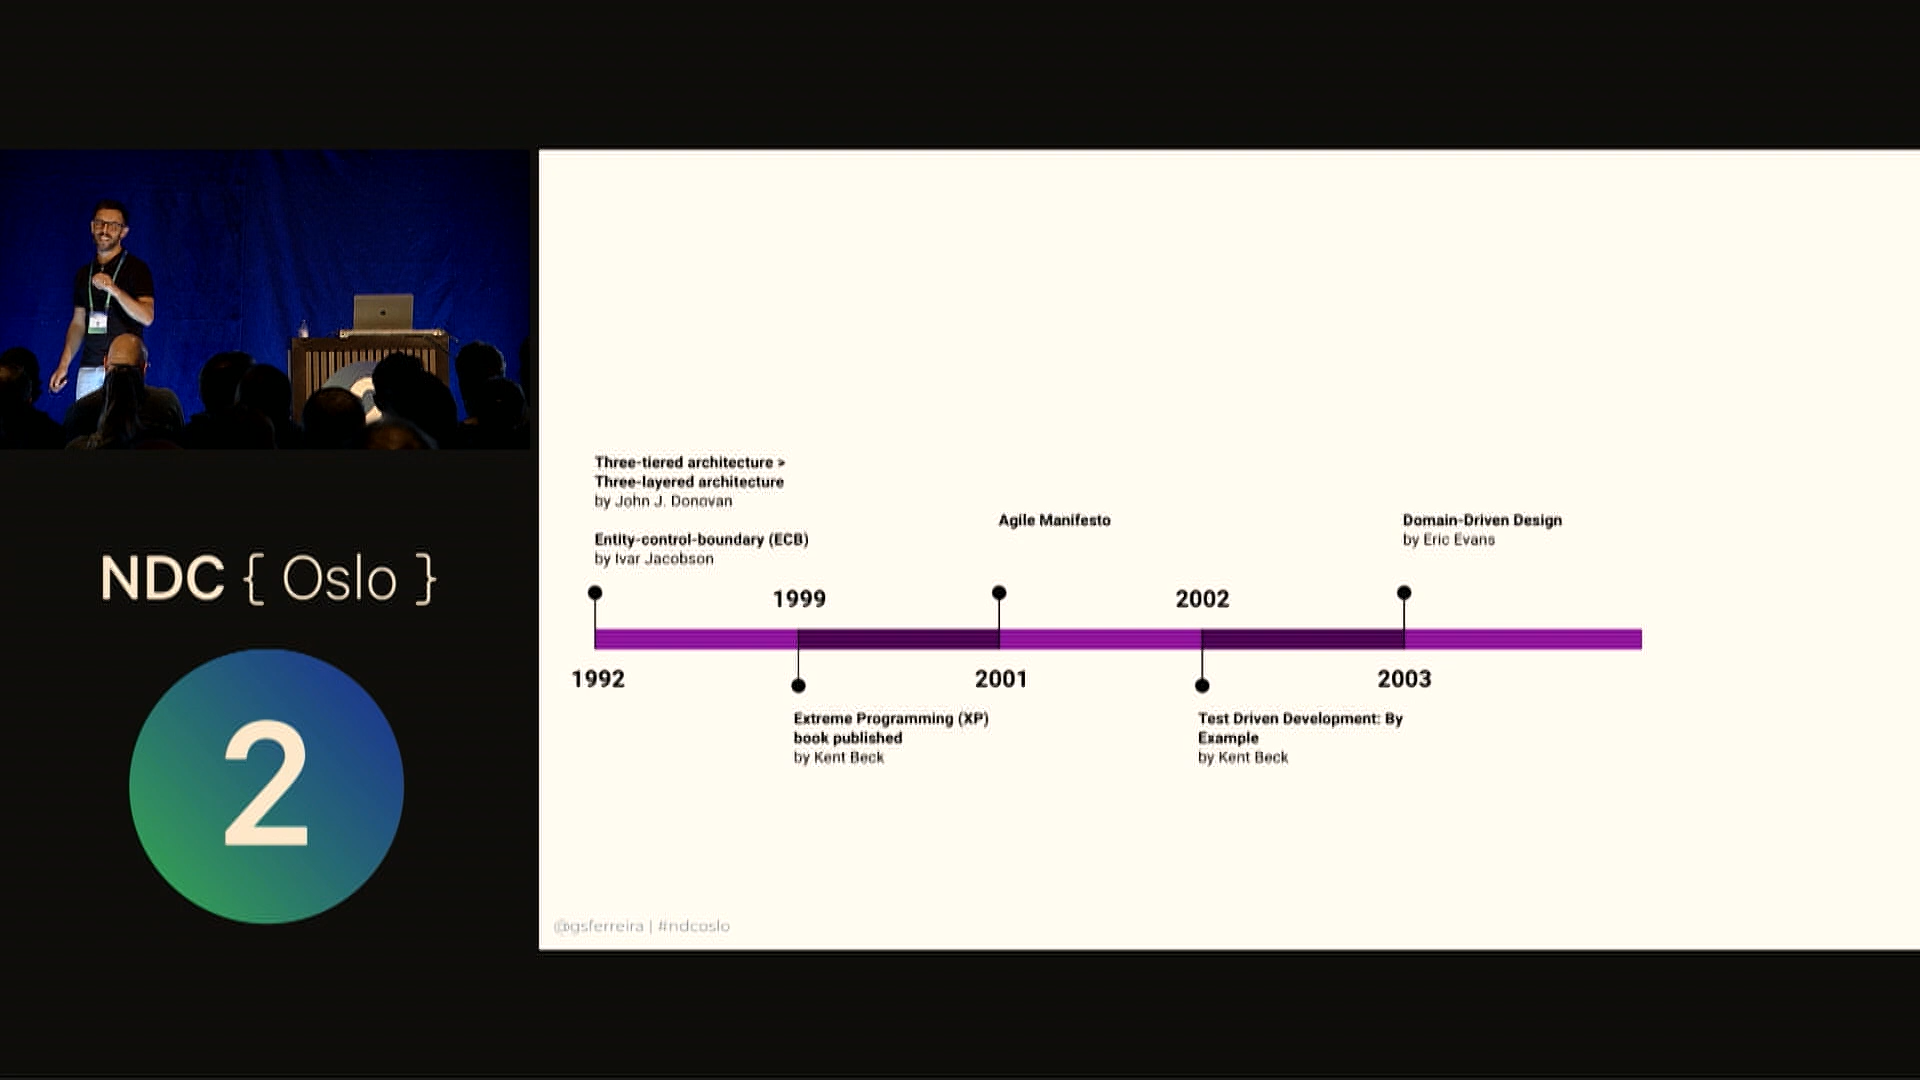 NDC { Oslo }
2
Three-tiered architecture >
Three-layered architecture
by John J. Donovan
Entity-control-boundary (ECB)
by Ivar Jacobson
Agile Manifesto
Domain-Driven Design
by Eric Evans
1999
2002
1992
2001
2003
Extreme Programming (XP)
book published
by Kent Beck
Test Driven Development: By
Example
by Kent Beck
@gsferreira | #ndcoslo